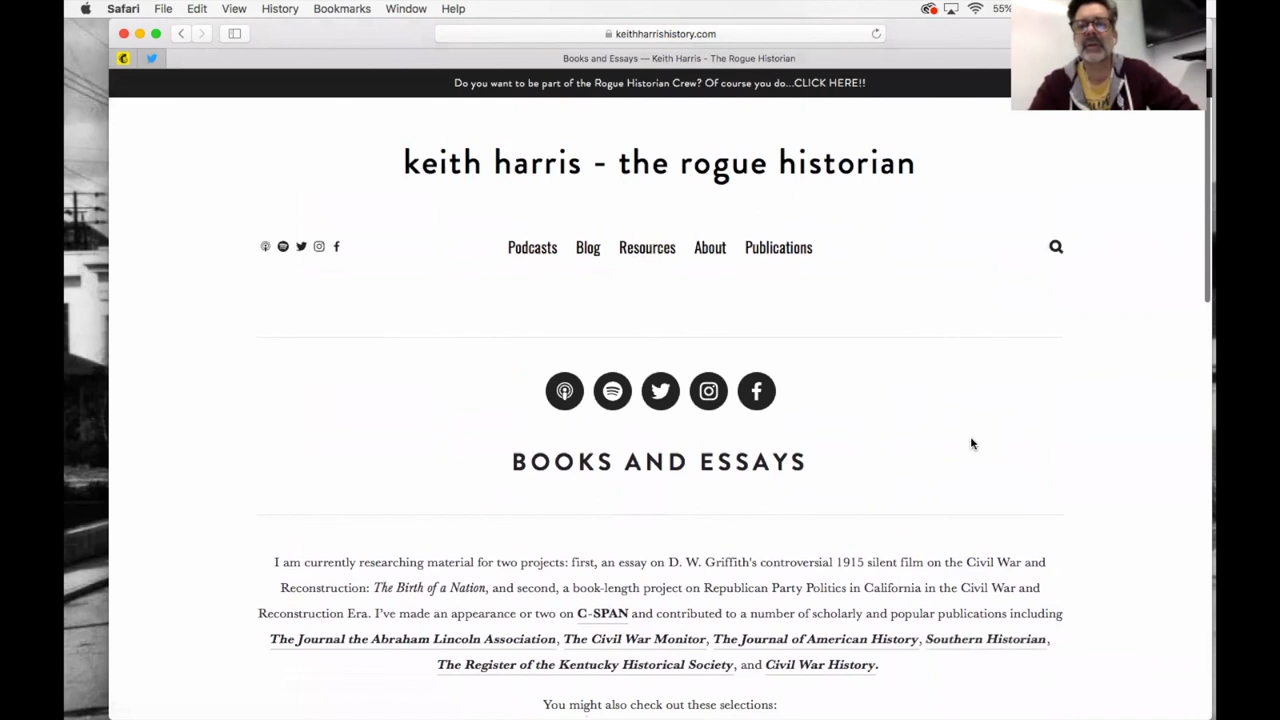 Safari File Edit View History Bookmarks Window Help 55%
keithharrishistory.com
Books and Essays — Keith Harris - The Rogue Historian
Do you want to be part of the Rogue Historian Crew? Of course you do...CLICK HERE!!
keith harris - the rogue historian
Podcasts Blog Resources About Publications
BOOKS AND ESSAYS
I am currently researching material for two projects: first, an essay on D. W. Griffith's controversial 1915 silent film on the Civil War and
Reconstruction: The Birth of a Nation, and second, a book-length project on Republican Party Politics in California in the Civil War and
Reconstruction Era. I've made an appearance or two on C-SPAN and contributed to a number of scholarly and popular publications including
The Journal the Abraham Lincoln Association, The Civil War Monitor, The Journal of American History, Southern Historian,
The Register of the Kentucky Historical Society, and Civil War History.
You might also check out these selections: